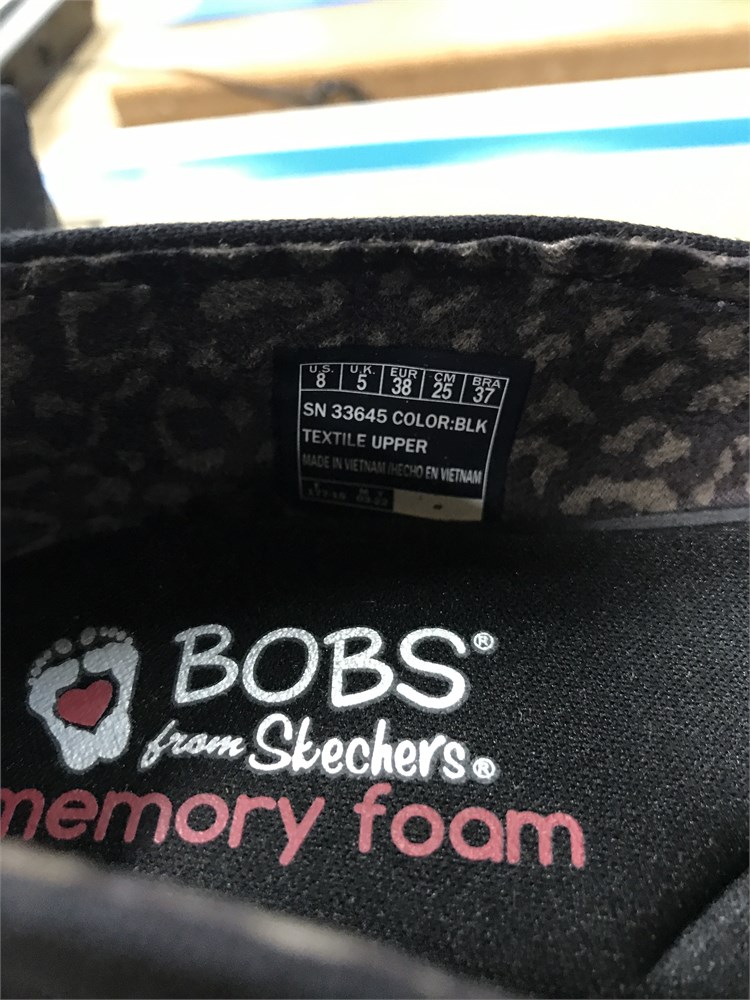 U.S. U.K. EUR CM BRA
8 5 38 25 37
SN 33645 COLOR:BLK
TEXTILE UPPER
MADE IN VIETNAM/HECHO EN VIETNAM
BOBS®
from Skechers®
memory foam